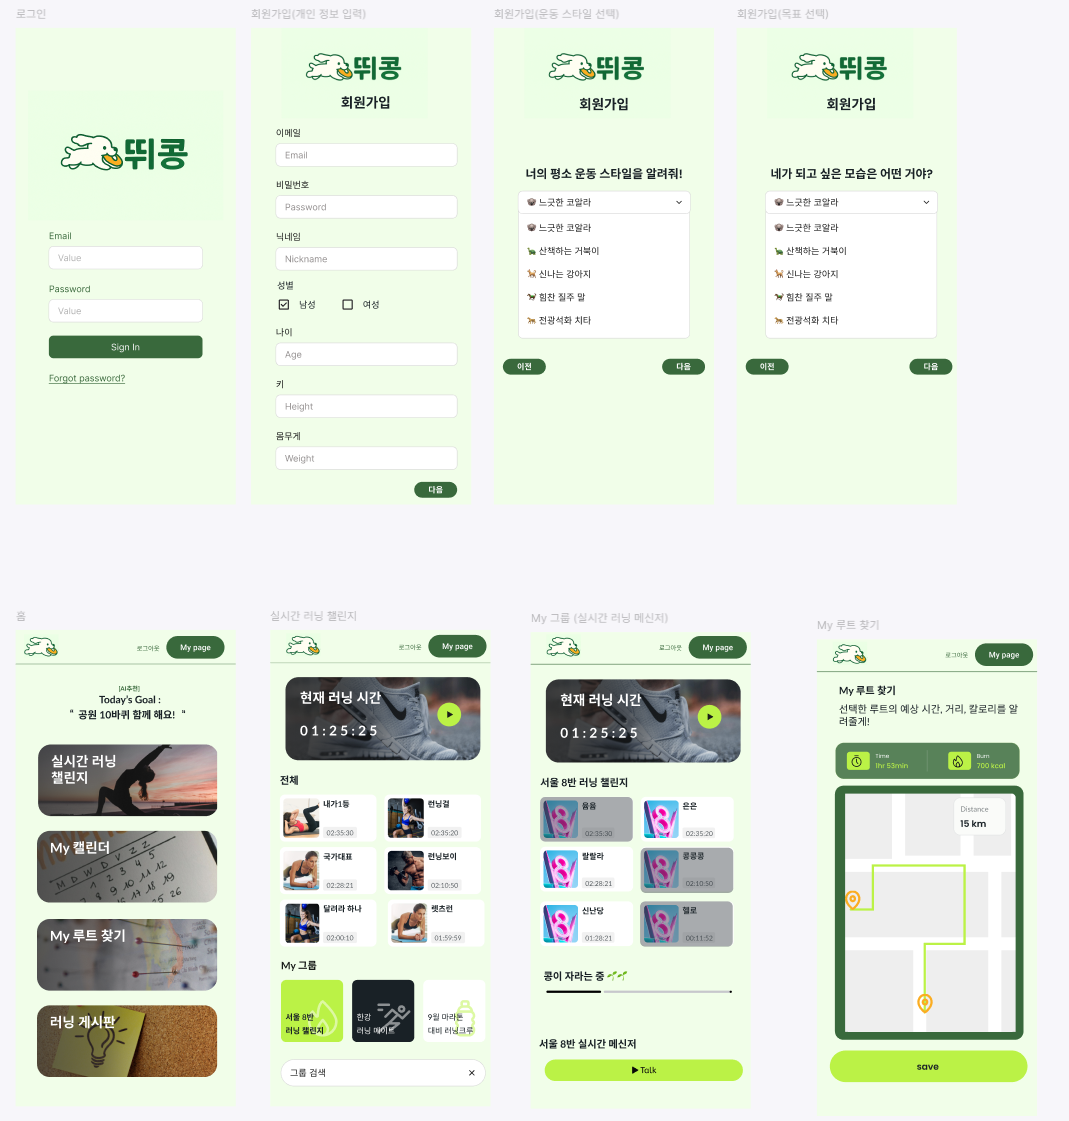 로그인
뛰콩
Email
Value
Password
Value
Sign In
Forgot password?
회원가입(개인 정보 입력)
뛰콩
회원가입
이메일
Email
비밀번호
Password
닉네임
Nickname
성별
남성
여성
나이
Age
키
Height
몸무게
Weight
다음
회원가입(운동 스타일 선택)
뛰콩
회원가입
너의 평소 운동 스타일을 알려줘!
느긋한 코알라
느긋한 코알라
산책하는 거북이
신나는 강아지
힘찬 질주 말
전광석화 치타
이전
다음
회원가입(목표 선택)
뛰콩
회원가입
네가 되고 싶은 모습은 어떤 거야?
느긋한 코알라
느긋한 코알라
산책하는 거북이
신나는 강아지
힘찬 질주 말
전광석화 치타
이전
다음
홈
로그아웃
My page
[AI추천]
Today's Goal :
" 공원 10바퀴 함께 해요! "
실시간 러닝
챌린지
My 캘린더
My 루트 찾기
러닝 게시판
실시간 러닝 챌린지
로그아웃
My page
현재 러닝 시간
01:25:25
전체
내가1등
02:35:30
런닝걸
02:35:20
국가대표
02:28:21
런닝보이
02:10:50
달려라 하나
02:00:10
렛츠런
01:59:59
My 그룹
서울 8반
러닝 챌린지
한강
러닝 메이트
9월 마라톤
대비 러닝크루
그룹 검색
My 그룹 (실시간 러닝 메신저)
로그아웃
My page
현재 러닝 시간
01:25:25
서울 8반 러닝 챌린지
02:35:30
은은
02:35:20
랄랄라
02:28:21
콩콩콩
02:10:50
신난당
01:28:21
헬로
00:11:52
콩이 자라는 중
서울 8반 실시간 메신저
Talk
My 루트 찾기
로그아웃
My page
My 루트 찾기
선택한 루트의 예상 시간, 거리, 칼로리를 알
려줄게!
Time
1hr 53min
Burn
700 kcal
Distance
15 km
save